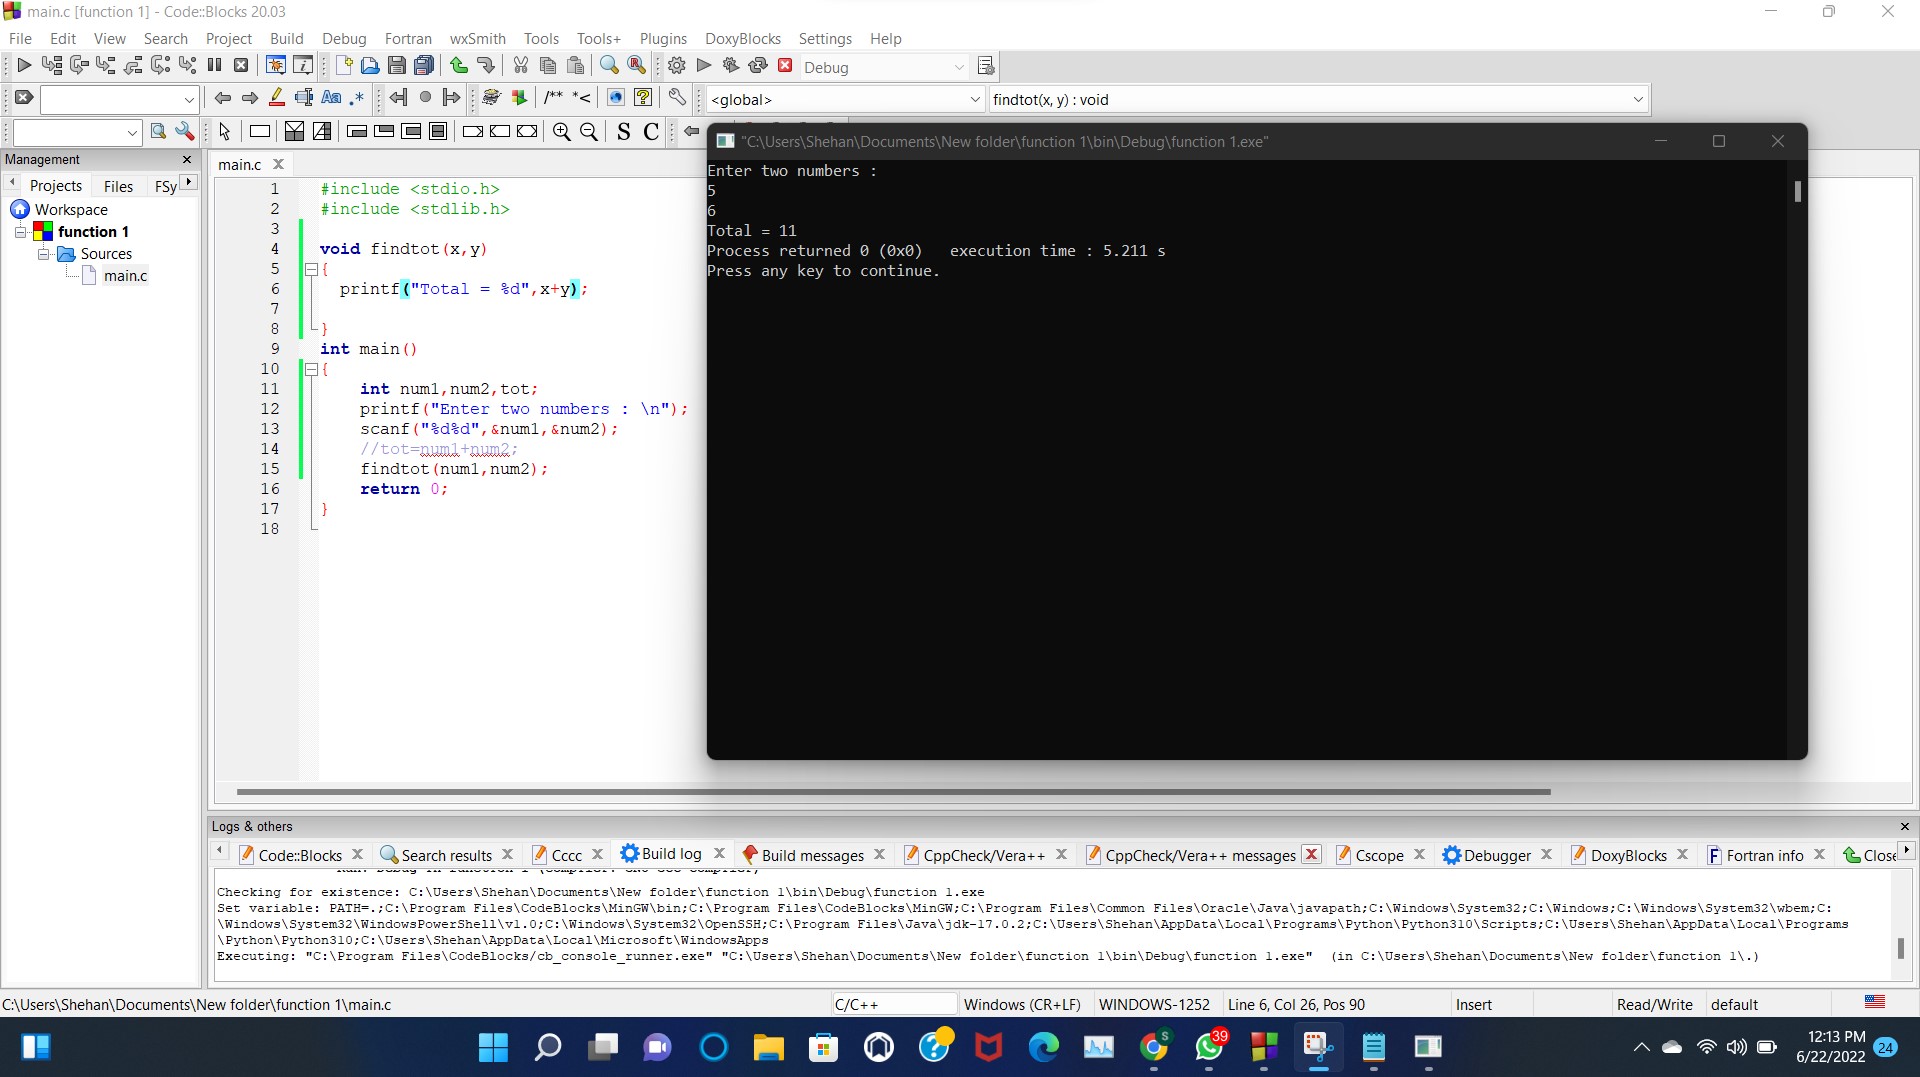 main.c [function 1] - Code::Blocks 20.03
File Edit View Search Project Build Debug Fortran wxSmith Tools Tools+ Plugins DoxyBlocks Settings Help
Debug
<global> findtot(x, y) : void
S C
Management
Projects Files FSy
Workspace
function 1
Sources
main.c
main.c
1 #include <stdio.h>
2 #include <stdlib.h>
3
4 void findtot(x,y)
5 {
6 printf("Total = %d",x+y);
7
8 }
9 int main()
10 {
11 int num1,num2,tot;
12 printf("Enter two numbers : \n");
13 scanf("%d%d",&num1,&num2);
14 //tot=num1+num2;
15 findtot(num1,num2);
16 return 0;
17 }
18
"C:\Users\Shehan\Documents\New folder\function 1\bin\Debug\function 1.exe"
Enter two numbers :
5
6
Total = 11
Process returned 0 (0x0)   execution time : 5.211 s
Press any key to continue.
Logs & others
Code::Blocks Search results Cccc Build log Build messages CppCheck/Vera++ CppCheck/Vera++ messages Cscope Debugger DoxyBlocks Fortran info Close
Checking for existence: C:\Users\Shehan\Documents\New folder\function 1\bin\Debug\function 1.exe
Set variable: PATH=.;C:\Program Files\CodeBlocks\MinGW\bin;C:\Program Files\CodeBlocks\MinGW;C:\Program Files\Common Files\Oracle\Java\javapath;C:\Windows\System32;C:\Windows;C:\Windows\System32\wbem;C:
\Windows\System32\WindowsPowerShell\v1.0;C:\Windows\System32\OpenSSH;C:\Program Files\Java\jdk-17.0.2;C:\Users\Shehan\AppData\Local\Programs\Python\Python310\Scripts;C:\Users\Shehan\AppData\Local\Programs
\Python\Python310;C:\Users\Shehan\AppData\Local\Microsoft\WindowsApps
Executing: "C:\Program Files\CodeBlocks/cb_console_runner.exe" "C:\Users\Shehan\Documents\New folder\function 1\bin\Debug\function 1.exe"  (in C:\Users\Shehan\Documents\New folder\function 1\.)
C:\Users\Shehan\Documents\New folder\function 1\main.c C/C++ Windows (CR+LF) WINDOWS-1252 Line 6, Col 26, Pos 90 Insert Read/Write default
39
12:13 PM
6/22/2022
24